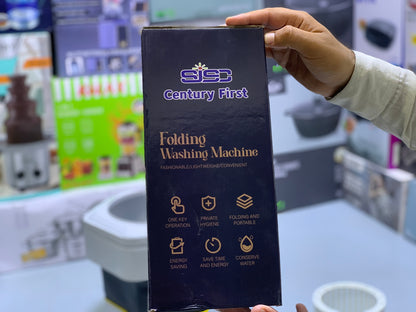 Century First
Folding
Washing Machine
FASHIONABLE/LIGHTWEIGHT/CONVENIENT
ONE KEY
OPERATION
PRIVATE
HYGIENE
FOLDING AND
PORTABLE
ENERGY
SAVING
SAVE TIME
AND ENERGY
CONSERVE
WATER